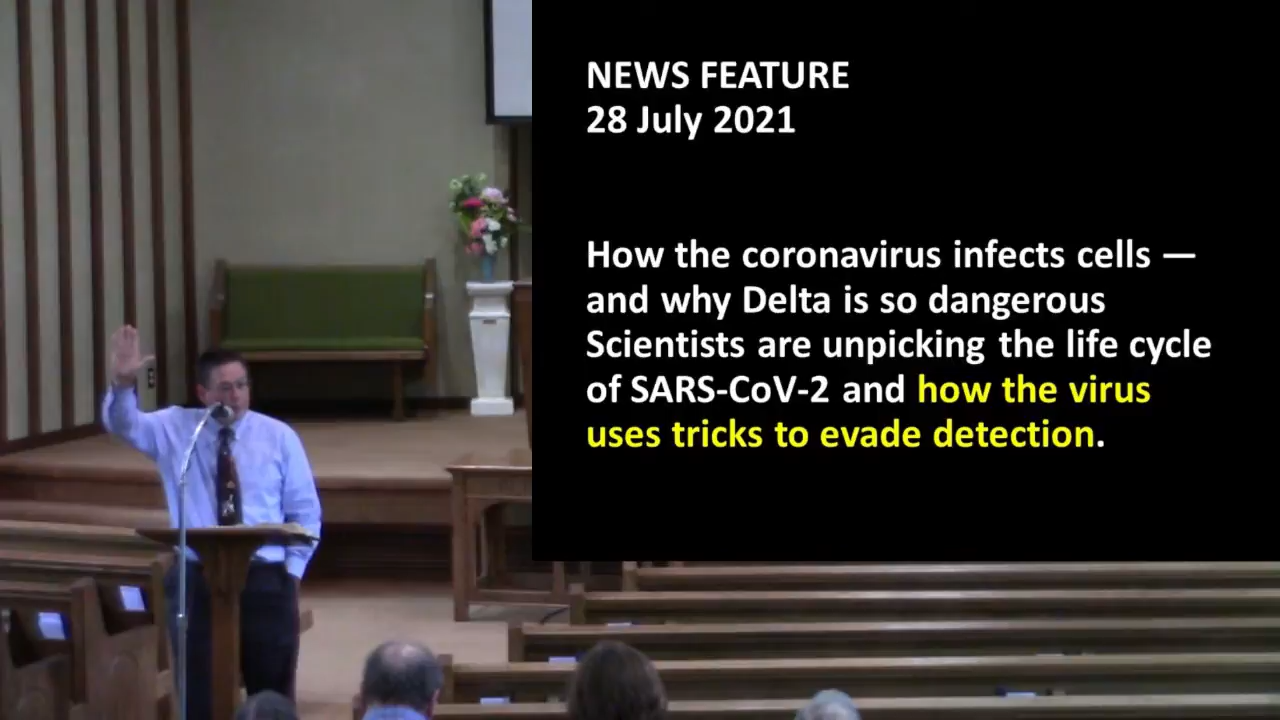 NEWS FEATURE
28 July 2021
How the coronavirus infects cells —
and why Delta is so dangerous
Scientists are unpicking the life cycle
of SARS-CoV-2 and how the virus
uses tricks to evade detection.